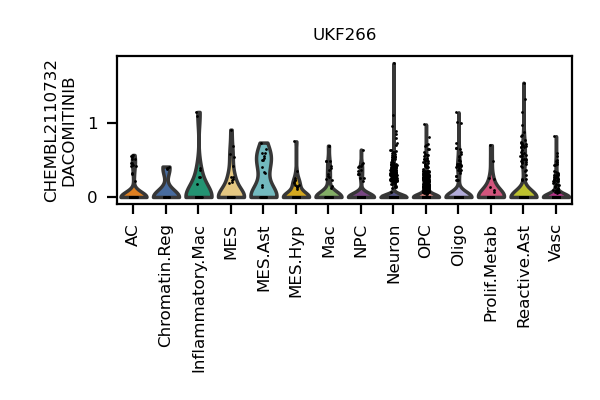 UKF266
CHEMBL2110732
DACOMITINIB
1
0
AC
Chromatin.Reg
Inflammatory.Mac
MES
MES.Ast
MES.Hyp
Mac
NPC
Neuron
OPC
Oligo
Prolif.Metab
Reactive.Ast
Vasc